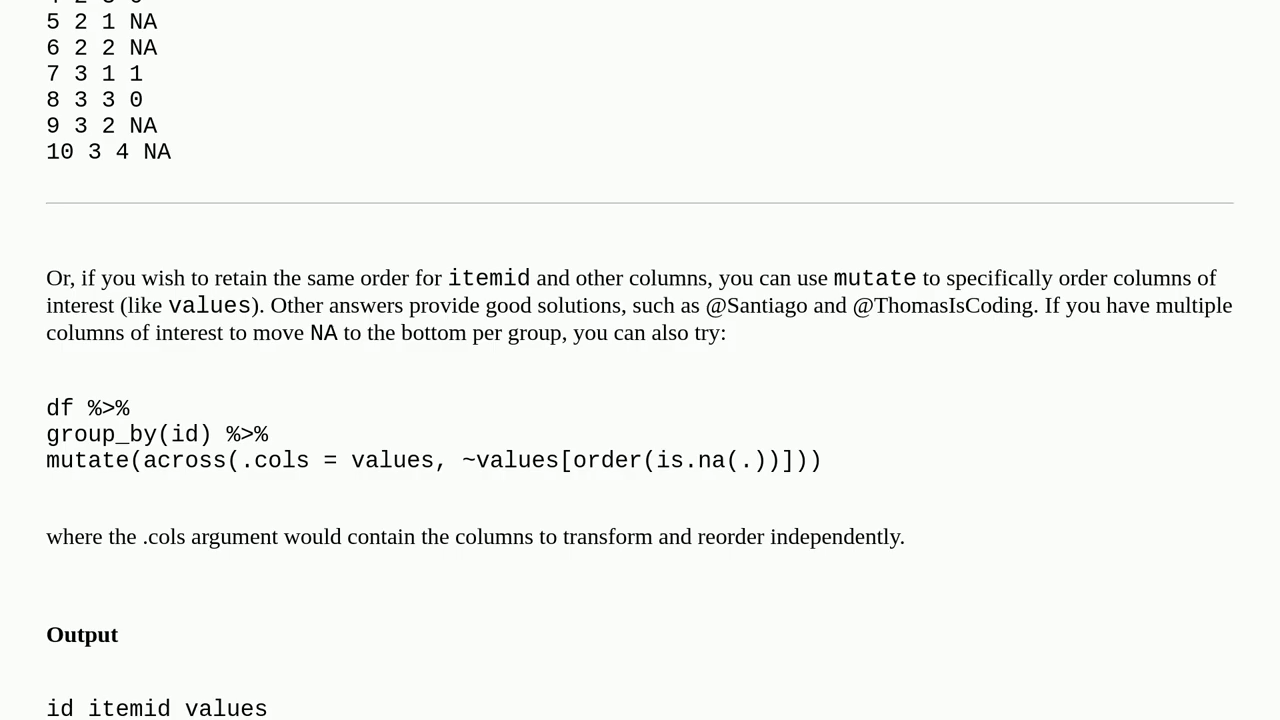 5 2 1 NA
6 2 2 NA
7 3 1 1
8 3 3 0
9 3 2 NA
10 3 4 NA
Or, if you wish to retain the same order for itemid and other columns, you can use mutate to specifically order columns of
interest (like values). Other answers provide good solutions, such as @Santiago and @ThomasIsCoding. If you have multiple
columns of interest to move NA to the bottom per group, you can also try:
df %>%
group_by(id) %>%
mutate(across(.cols = values, ~values[order(is.na(.))]))
where the .cols argument would contain the columns to transform and reorder independently.
Output
id itemid values